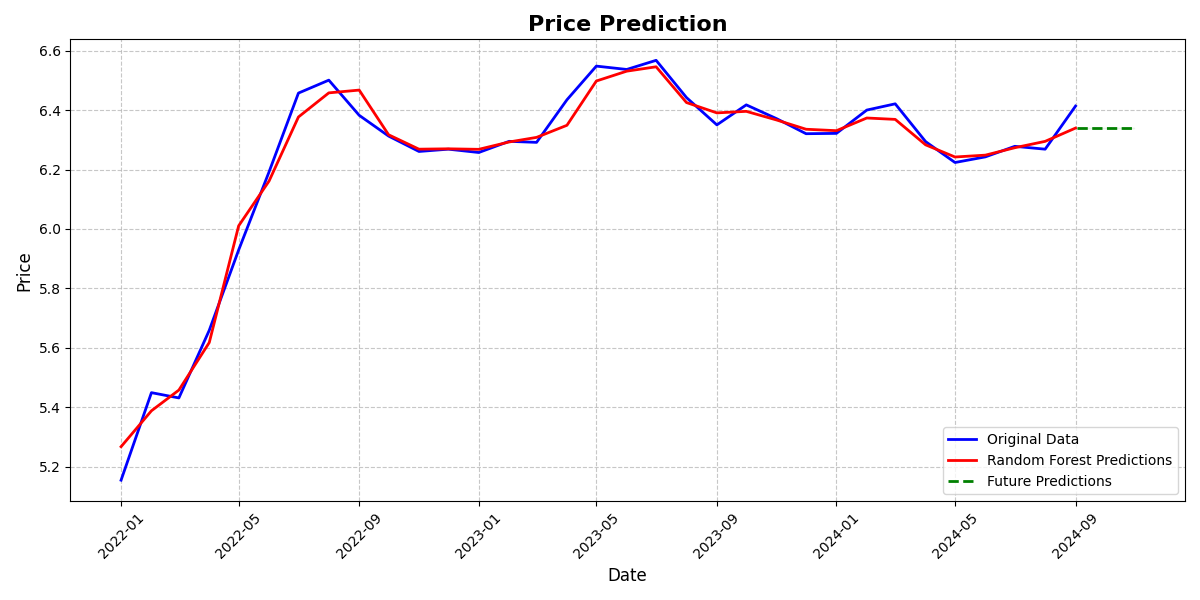 Price Prediction
6.6
6.4
6.2
6.0
5.8
5.6
5.4
5.2
Price
2022-01
2022-05
2022-09
2023-01
2023-05
2023-09
2024-01
2024-05
2024-09
Date
Original Data
Random Forest Predictions
Future Predictions